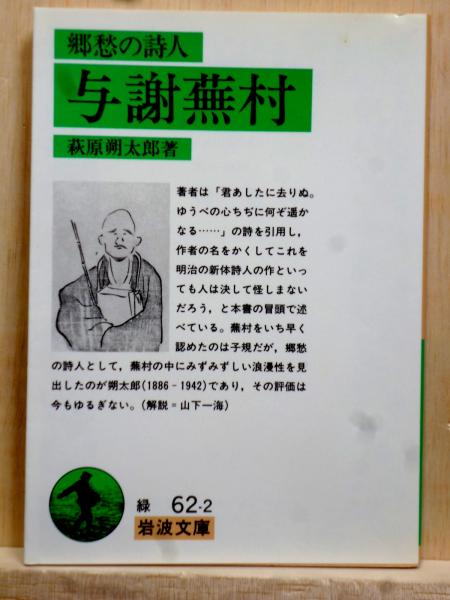 郷愁の詩人
与謝蕪村
萩原朔太郎著
著者は「君あしたに去りぬ。
ゆうべの心ちぢに何ぞ遥か
なる……」の詩を引用し,
作者の名をかくしてこれを
明治の新体詩人の作といっ
ても人は決して怪しまない
だろう,と本書の冒頭で述
べている。蕪村をいち早く
認めたのは子規だが,郷愁
の詩人として,蕪村の中にみずみずしい浪漫性を見
出したのが朔太郎(1886-1942)であり,その評価は
今もゆるぎない。(解説=山下一海)
緑 62-2
岩波文庫